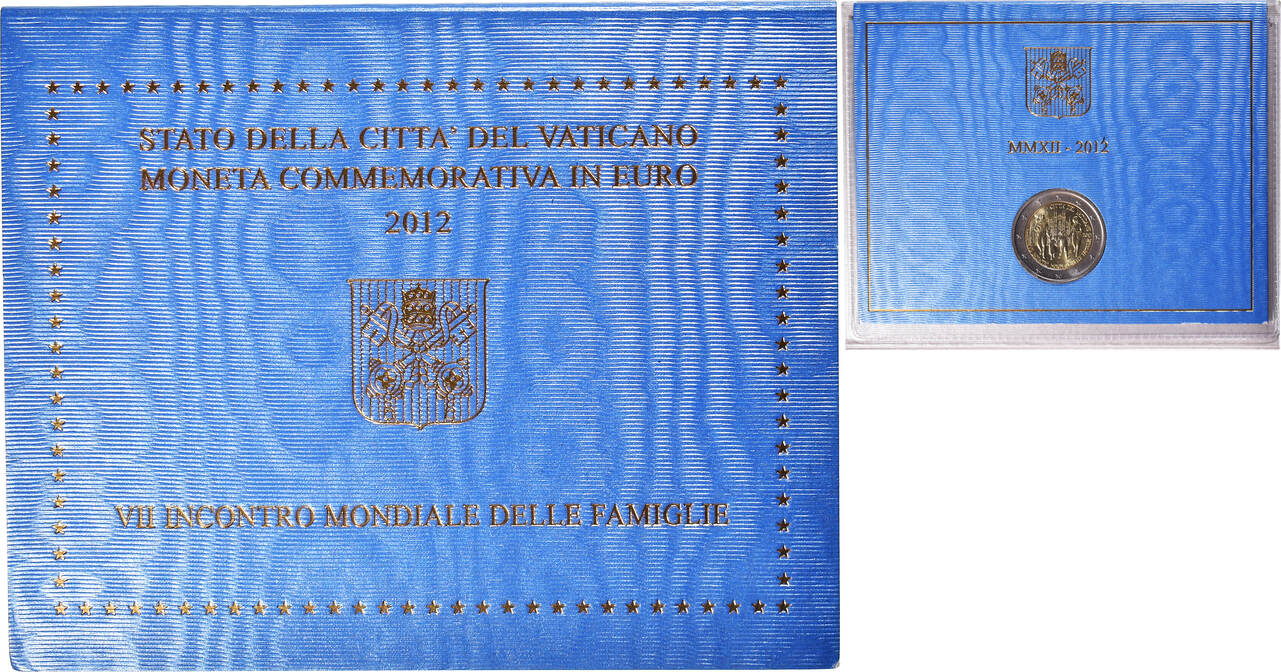 STATO DELLA CITTA' DEL VATICANO
MONETA COMMEMORATIVA IN EURO
2012
VII INCONTRO MONDIALE DELLE FAMIGLIE
MMXII - 2012